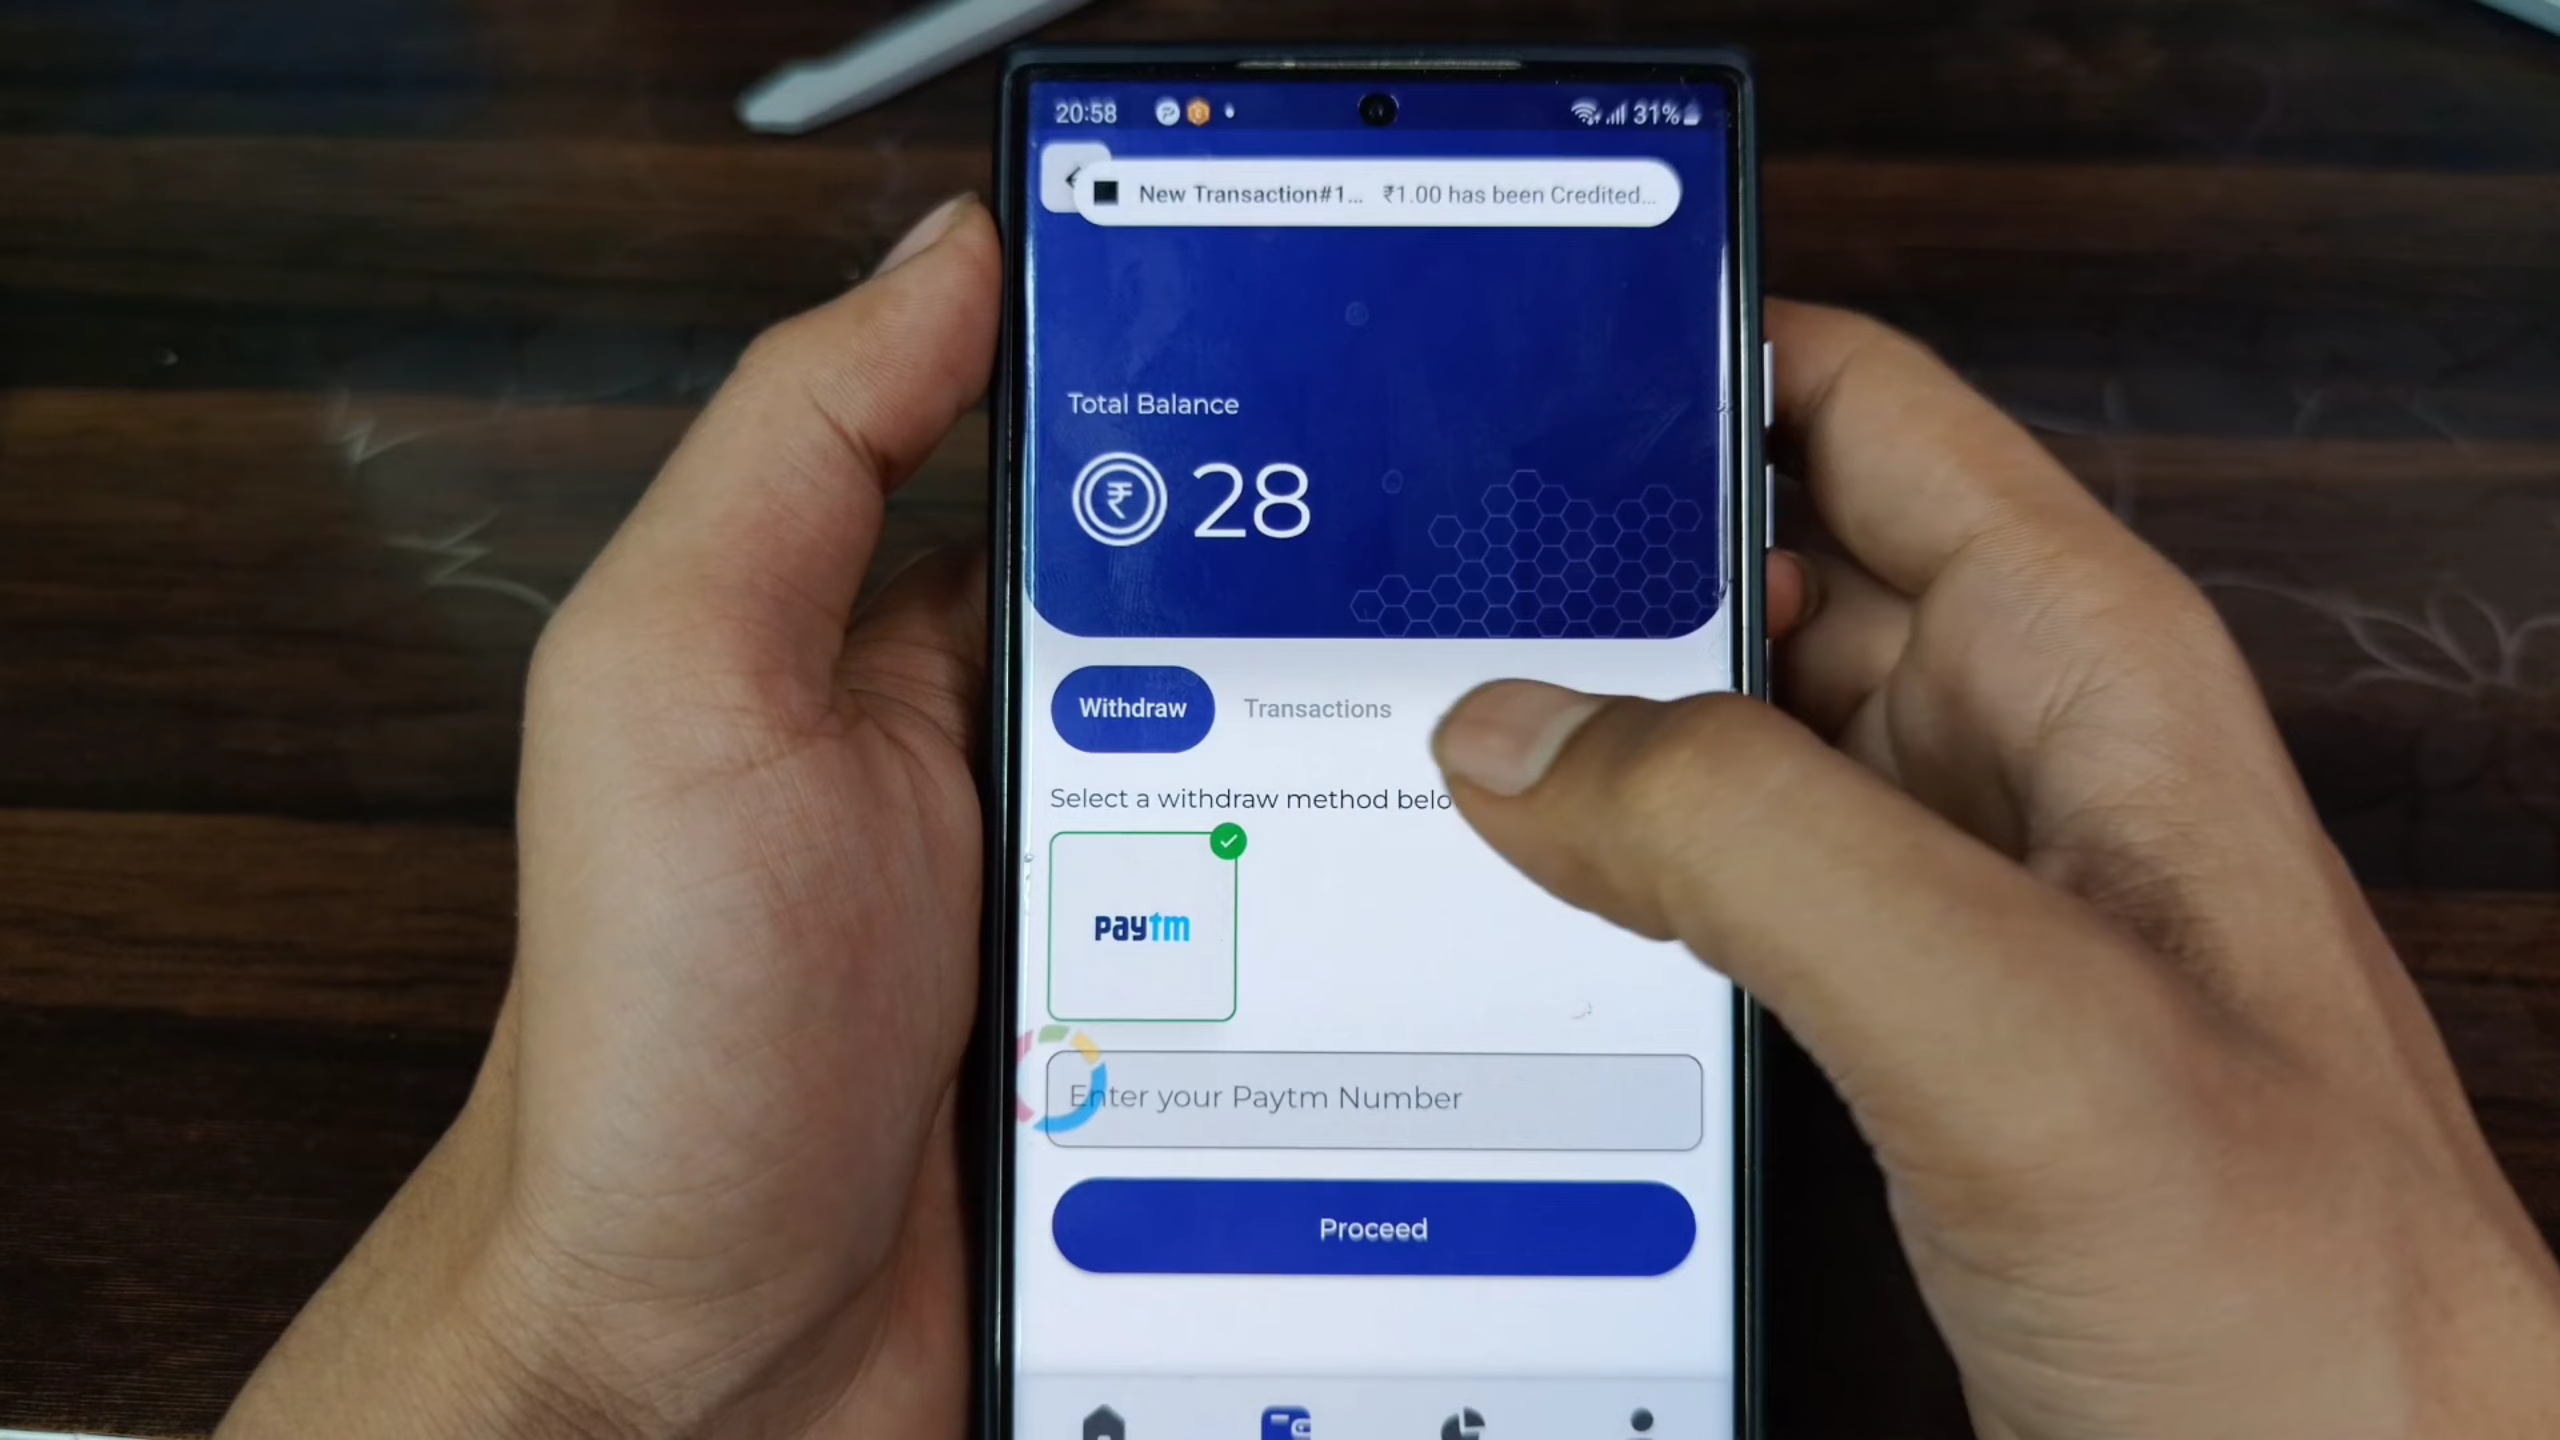 20:58
31%
New Transaction#1... ₹1.00 has been Credited...
Total Balance
₹ 28
Withdraw Transactions
Select a withdraw method belo
paytm
Enter your Paytm Number
Proceed